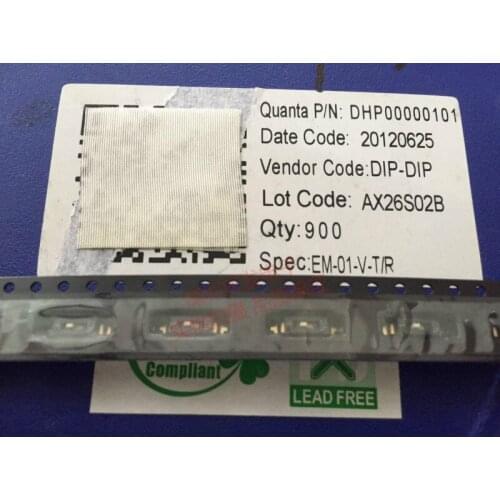 Quanta P/N: DHP00000101
Date Code: 20120625
Vendor Code:DIP-DIP
Lot Code: AX26S02B
Qty:900
Spec:EM-01-V-T/R
Compliant
LEAD FREE